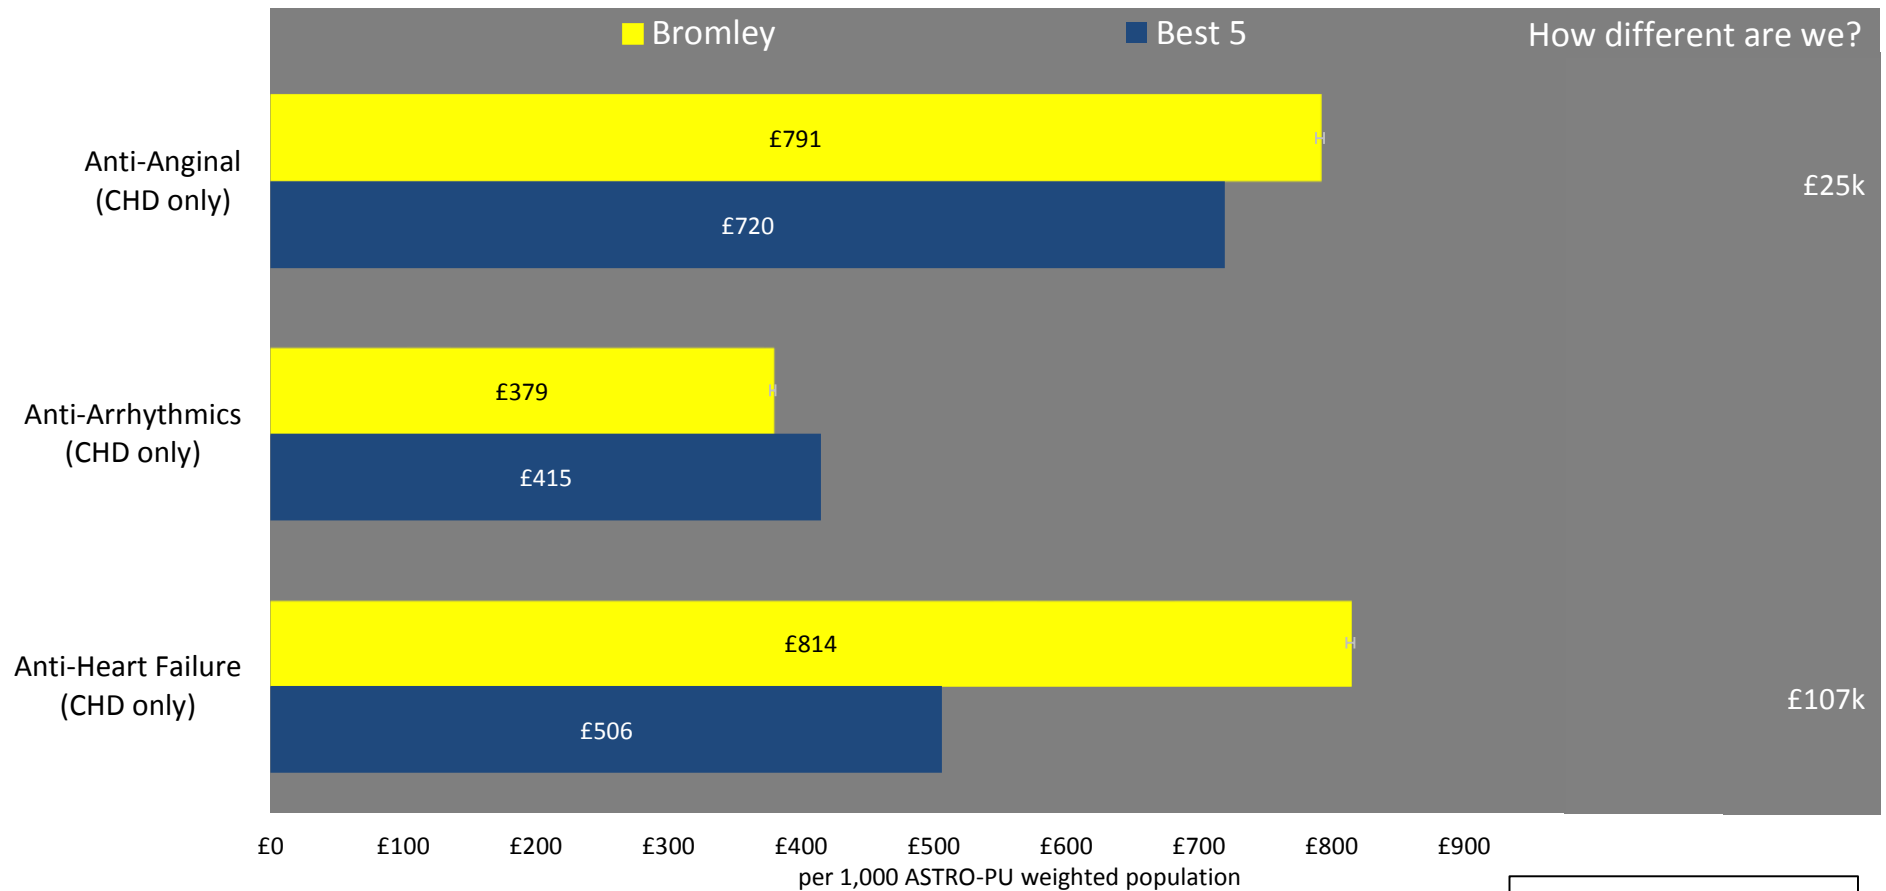 Bromley
Best 5
How different are we?
Anti-Anginal
(CHD only)
£791
£720
£25k
Anti-Arrhythmics
(CHD only)
£379
£415
Anti-Heart Failure
(CHD only)
£814
£506
£107k
£0 £100 £200 £300 £400 £500 £600 £700 £800 £900
per 1,000 ASTRO-PU weighted population